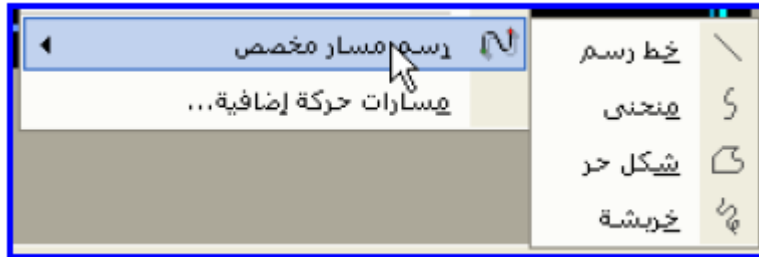 رسم مسار مخصص
مسارات حركة إضافية...
خط رسم
منحنى
شكل حر
خربشة